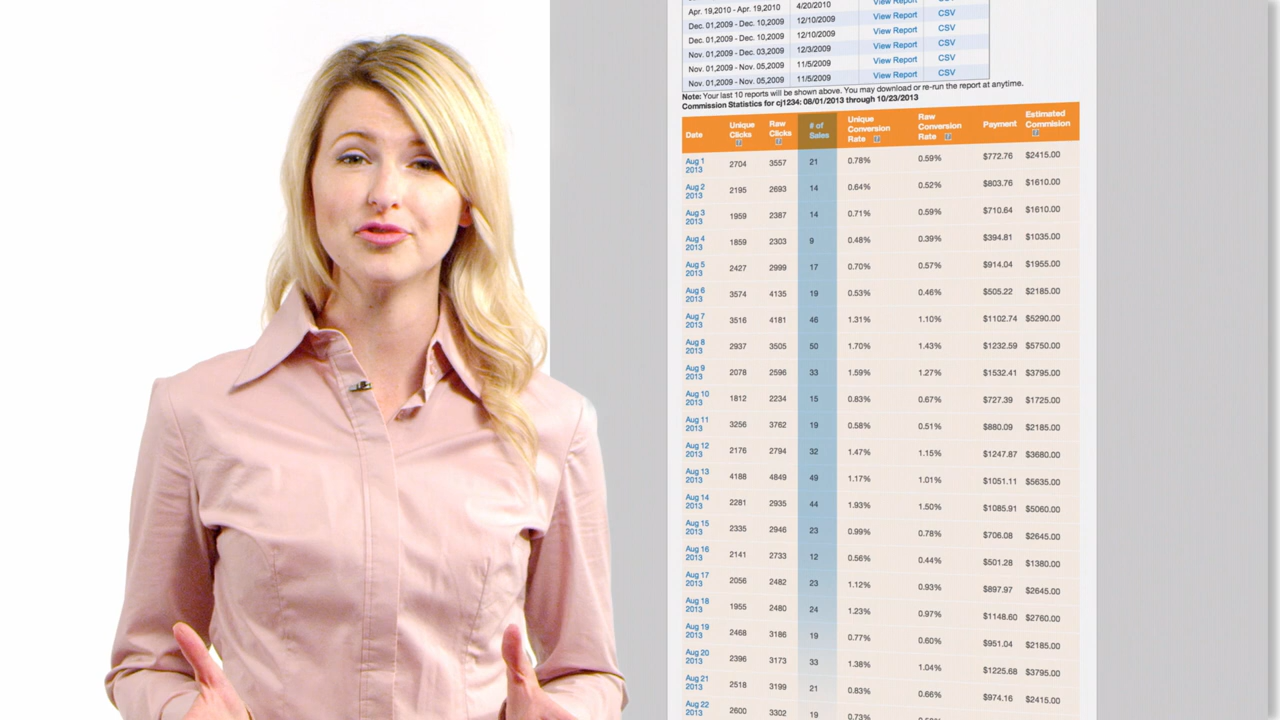 Apr. 19,2010 - Apr. 19,2010 4/20/2010 View Report CSV
Dec. 01,2009 - Dec. 10,2009 12/10/2009 View Report CSV
Dec. 01,2009 - Dec. 10,2009 12/10/2009 View Report CSV
Nov. 01,2009 - Dec. 03,2009 12/3/2009 View Report CSV
Nov. 01,2009 - Nov. 05,2009 11/5/2009 View Report CSV
Nov. 01,2009 - Nov. 05,2009 11/5/2009 View Report CSV
Note: Your last 10 reports will be shown above. You may download or re-run the report at anytime.
Commission Statistics for cj1234: 08/01/2013 through 10/23/2013
Date Unique Clicks Raw Clicks # of Sales Unique Conversion Rate Raw Conversion Rate Payment Estimated Commision
Aug 1 2013 2704 3557 21 0.78% 0.59% $772.76 $2415.00
Aug 2 2013 2195 2693 14 0.64% 0.52% $803.76 $1610.00
Aug 3 2013 1959 2387 14 0.71% 0.59% $710.64 $1610.00
Aug 4 2013 1859 2303 9 0.48% 0.39% $394.81 $1035.00
Aug 5 2013 2427 2999 17 0.70% 0.57% $914.04 $1955.00
Aug 6 2013 3574 4135 19 0.53% 0.46% $505.22 $2185.00
Aug 7 2013 3516 4181 46 1.31% 1.10% $1102.74 $5290.00
Aug 8 2013 2937 3505 50 1.70% 1.43% $1232.59 $5750.00
Aug 9 2013 2078 2596 33 1.59% 1.27% $1532.41 $3795.00
Aug 10 2013 1812 2234 15 0.83% 0.67% $727.39 $1725.00
Aug 11 2013 3256 3762 19 0.58% 0.51% $880.09 $2185.00
Aug 12 2013 2176 2794 32 1.47% 1.15% $1247.87 $3680.00
Aug 13 2013 4188 4849 49 1.17% 1.01% $1051.11 $5635.00
Aug 14 2013 2281 2935 44 1.93% 1.50% $1085.91 $5060.00
Aug 15 2013 2335 2946 23 0.99% 0.78% $706.08 $2645.00
Aug 16 2013 2141 2733 12 0.56% 0.44% $501.28 $1380.00
Aug 17 2013 2056 2482 23 1.12% 0.93% $897.97 $2645.00
Aug 18 2013 1955 2480 24 1.23% 0.97% $1148.60 $2760.00
Aug 19 2013 2468 3186 19 0.77% 0.60% $951.04 $2185.00
Aug 20 2013 2396 3173 33 1.38% 1.04% $1225.68 $3795.00
Aug 21 2013 2518 3199 21 0.83% 0.66% $974.16 $2415.00
Aug 22 2600 3302 19 0.73%